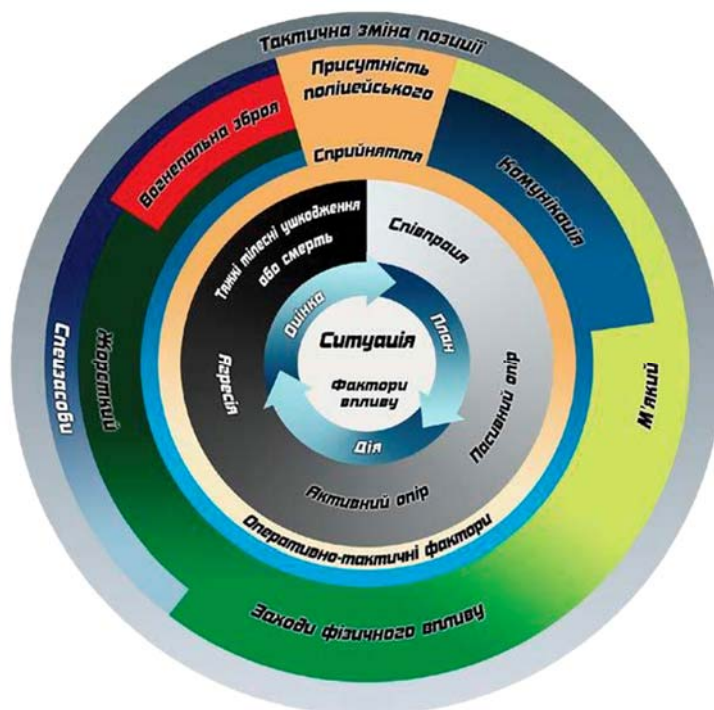 Тактична зміна позиції
Присутність
поліцейського
Сприйняття
Вогнепальна зброя
Комунікація
Тяжкі тілесні ушкодження
або смерть
Співпраця
Оцінка
План
Ситуація
Фактори
впливу
Дія
Агресія
Пасивний опір
Активний опір
Спецзасоби
Жорсткий
М'який
Оперативно-тактичні фактори
Заходи фізичного впливу